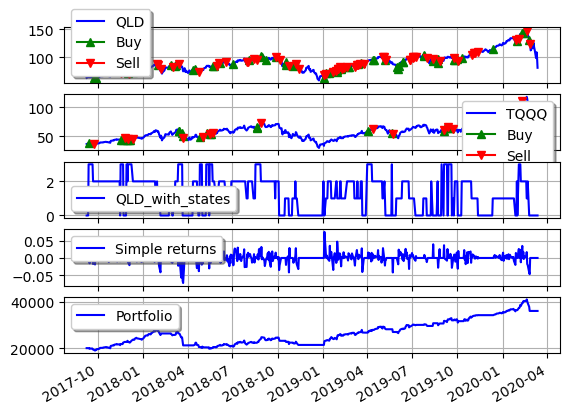 150
100
QLD
Buy
Sell
100
50
TQQQ
Buy
Sell
2
0
QLD_with_states
0.05
0.00
−0.05
Simple returns
40000
20000
Portfolio
2017-10 2018-01 2018-04 2018-07 2018-10 2019-01 2019-04 2019-07 2019-10 2020-01 2020-04